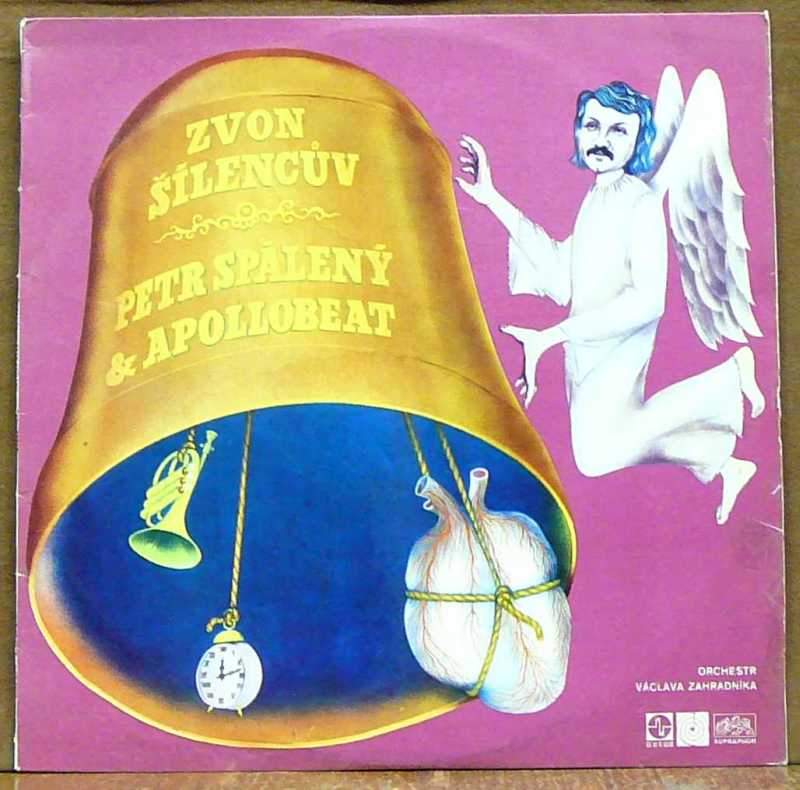 ZVON
ŠÍLENCŮV
PETR SPÁLENÝ
& APOLLOBEAT
ORCHESTR
VÁCLAVA ZAHRADNÍKA
SUPRAPHON